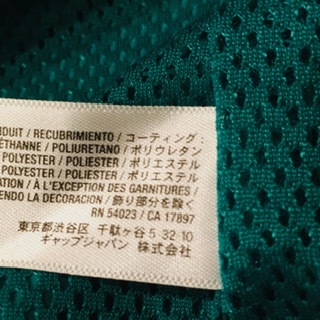 DUIT / RECUBRIMIENTO / コーティング :
ÉTHANNE / POLIURETANO / ポリウレタン
POLYESTER / POLIESTER / ポリエステル
POLYESTER / POLIESTER / ポリエステル
ATION / À L'EXCEPTION DES GARNITURES /
ENDO LA DECORACION / 飾り部分を除く
RN 54023 / CA 17897
東京都渋谷区 千駄ヶ谷 5 32 10
ギャップジャパン 株式会社